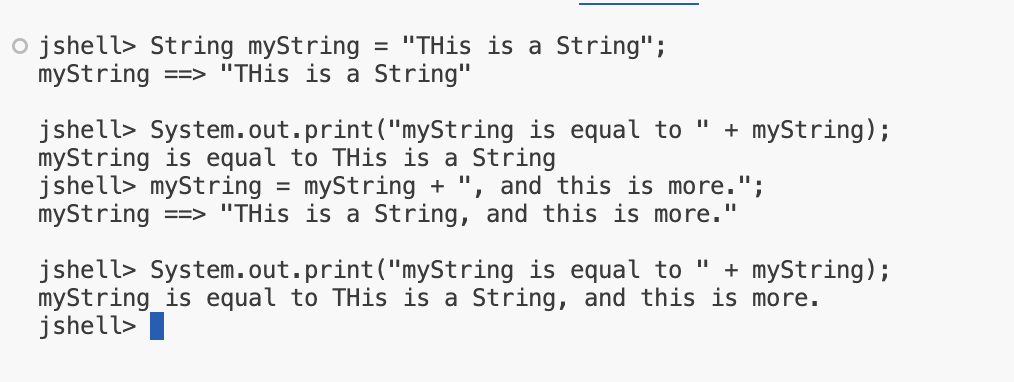 jshell> String myString = "THis is a String";
myString ==> "THis is a String"
jshell> System.out.print("myString is equal to " + myString);
myString is equal to THis is a String
jshell> myString = myString + ", and this is more.";
myString ==> "THis is a String, and this is more."
jshell> System.out.print("myString is equal to " + myString);
myString is equal to THis is a String, and this is more.
jshell>